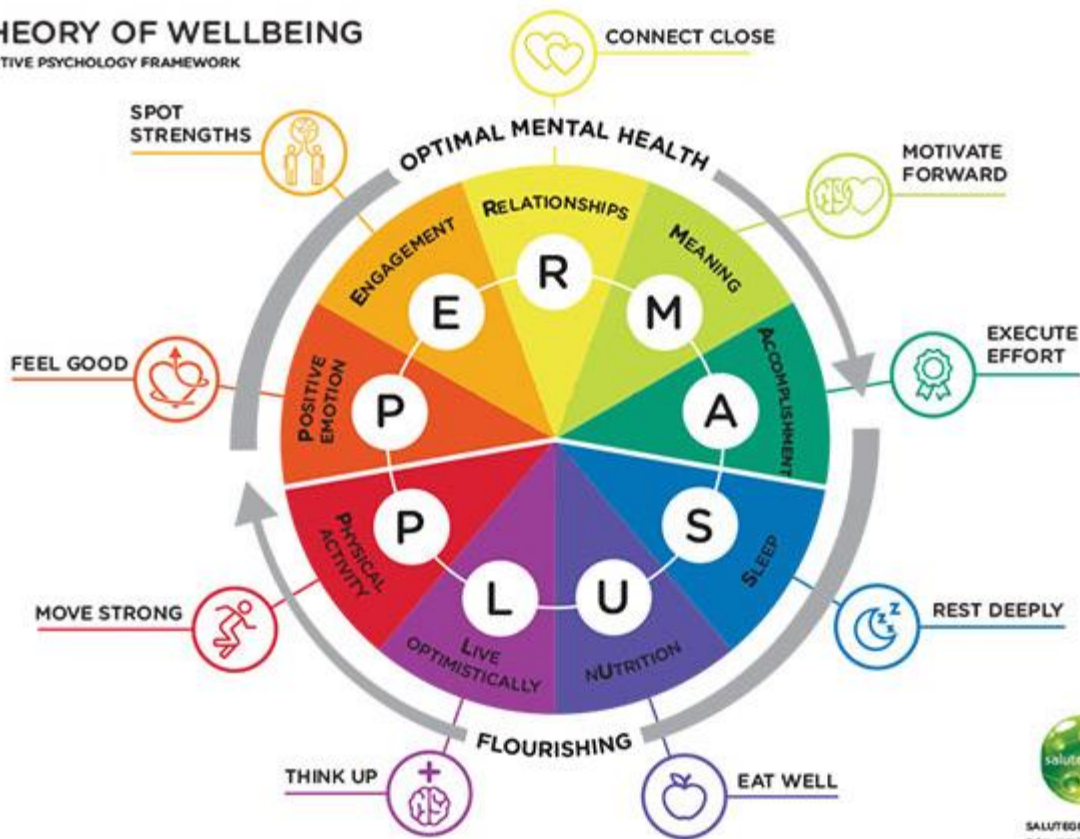 HEORY OF WELLBEING
TIVE PSYCHOLOGY FRAMEWORK
CONNECT CLOSE
SPOT
STRENGTHS
OPTIMAL MENTAL HEALTH
MOTIVATE
FORWARD
RELATIONSHIPS
ENGAGEMENT
MEANING
R
E
M
FEEL GOOD
EXECUTE
EFFORT
POSITIVE
EMOTION
P
A
ACCOMPLISHMENT
PHYSICAL
ACTIVITY
P
S
SLEEP
L
U
MOVE STRONG
REST DEEPLY
Z
Z
Z
LIVE
OPTIMISTICALLY
NUTRITION
FLOURISHING
THINK UP
EAT WELL
salute